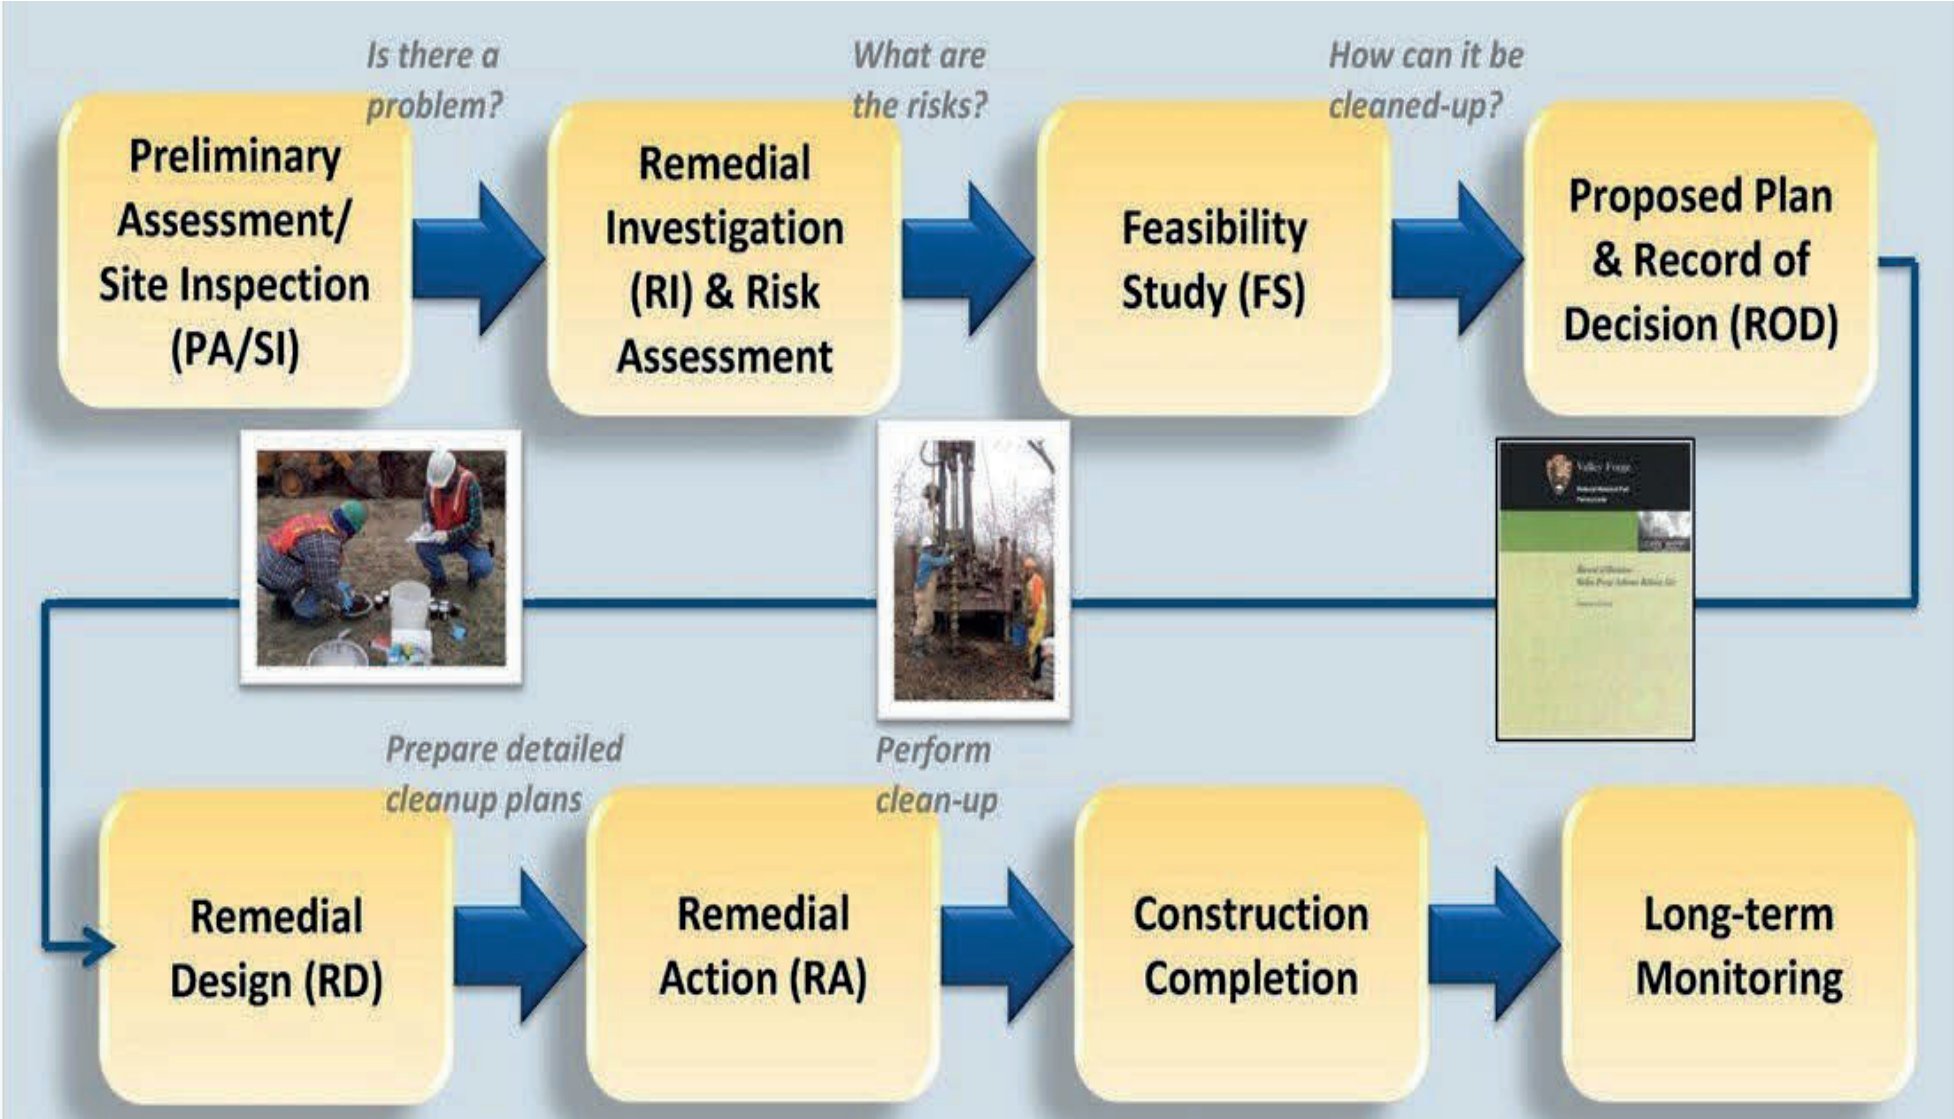 Is there a
problem?
What are
the risks?
How can it be
cleaned-up?
Preliminary
Assessment/
Site Inspection
(PA/SI)
Remedial
Investigation
(RI) & Risk
Assessment
Feasibility
Study (FS)
Proposed Plan
& Record of
Decision (ROD)
Valley Forge
Prepare detailed
cleanup plans
Perform
clean-up
Remedial
Design (RD)
Remedial
Action (RA)
Construction
Completion
Long-term
Monitoring